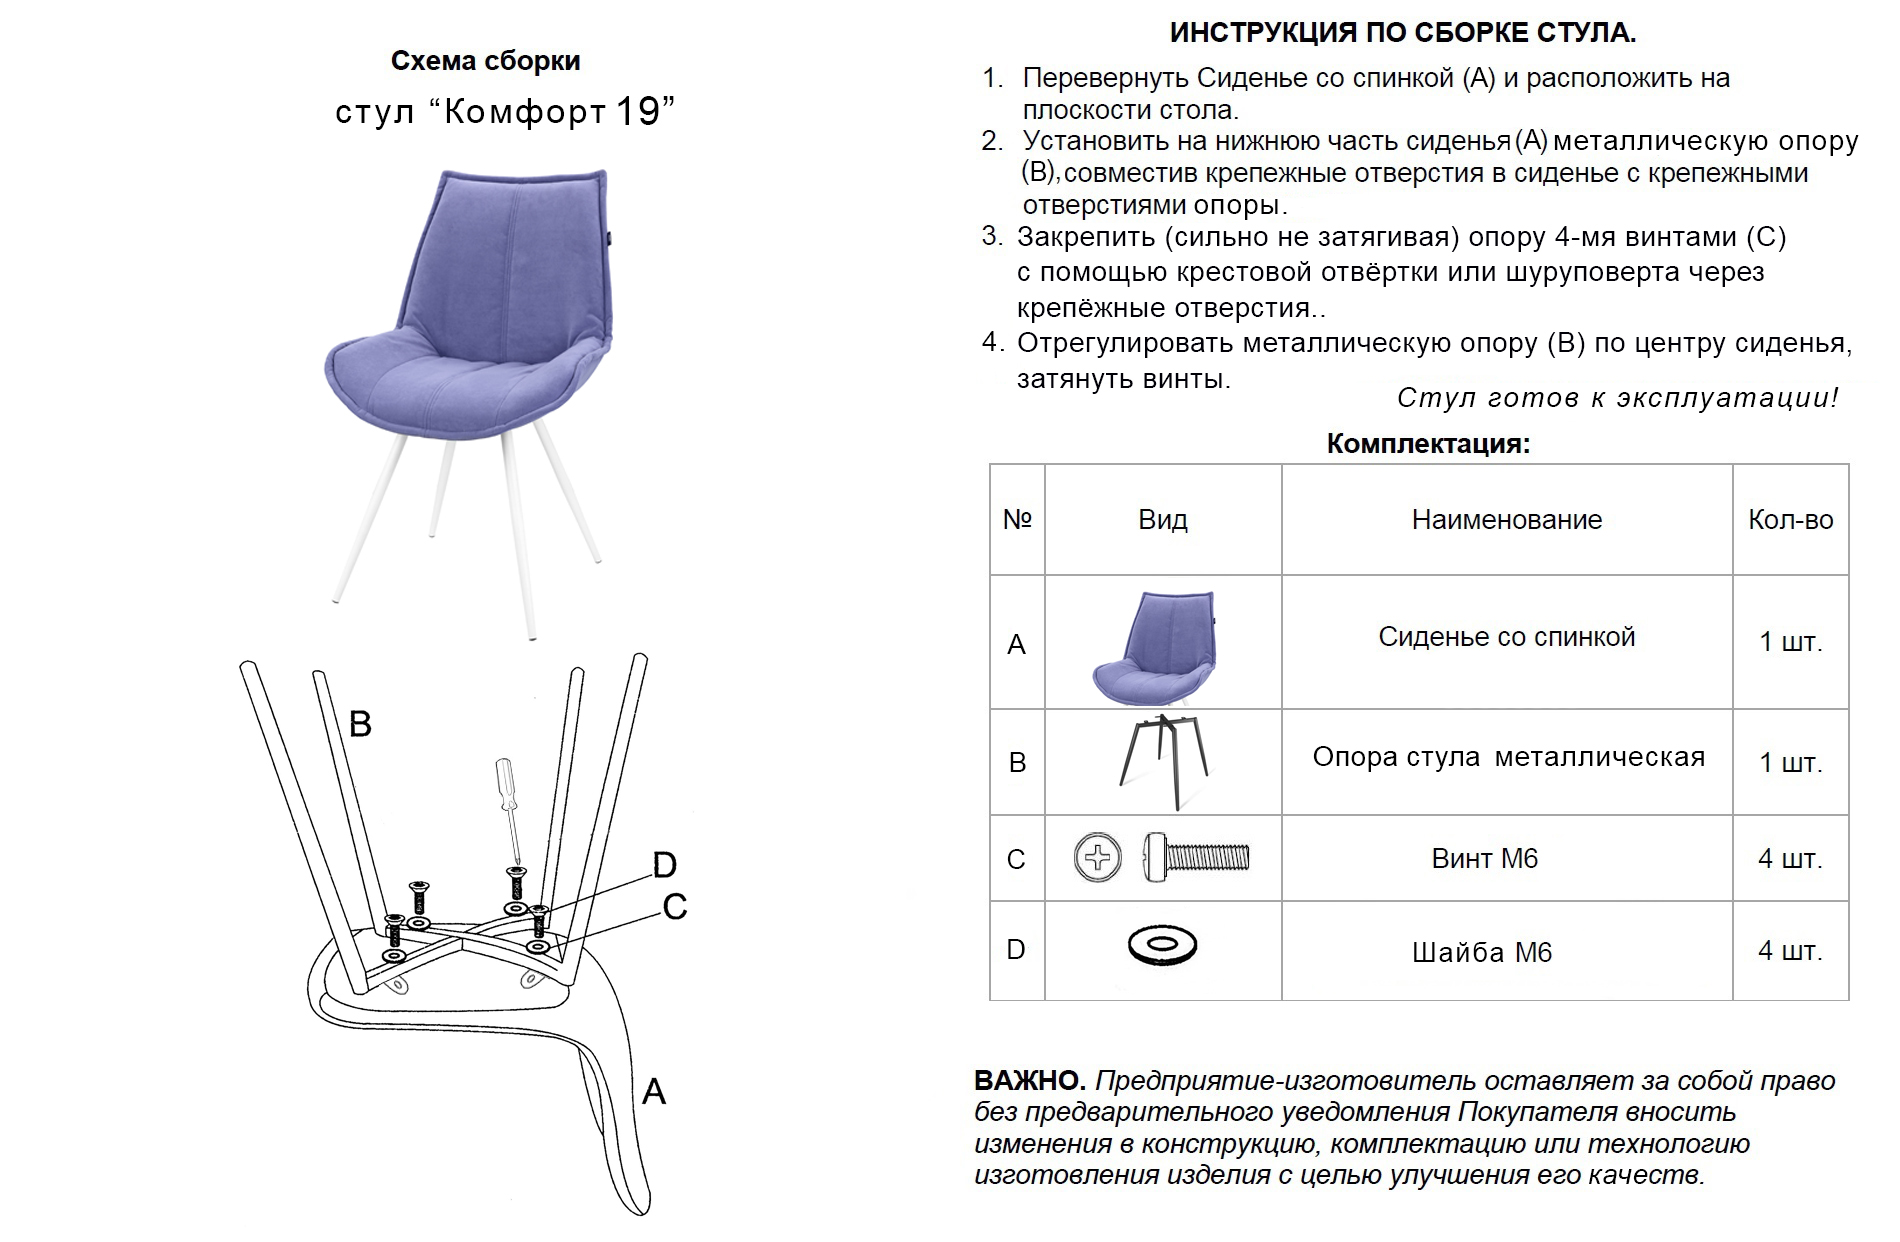 Схема сборки
стул “Комфорт 19”
B
D
C
A
ИНСТРУКЦИЯ ПО СБОРКЕ СТУЛА.
1. Перевернуть Сиденье со спинкой (А) и расположить на
плоскости стола.
2. Установить на нижнюю часть сиденья(А) металлическую опору
(В),совместив крепежные отверстия в сиденье с крепежными
отверстиями опоры.
3. Закрепить (сильно не затягивая) опору 4-мя винтами (С)
с помощью крестовой отвёртки или шуруповерта через
крепёжные отверстия..
4. Отрегулировать металлическую опору (В) по центру сиденья,
затянуть винты.
Стул готов к эксплуатации!
Комплектация:
№ Вид Наименование Кол-во
A Сиденье со спинкой 1 шт.
B Опора стула металлическая 1 шт.
C Винт М6 4 шт.
D Шайба М6 4 шт.
ВАЖНО. Предприятие-изготовитель оставляет за собой право
без предварительного уведомления Покупателя вносить
изменения в конструкцию, комплектацию или технологию
изготовления изделия с целью улучшения его качеств.